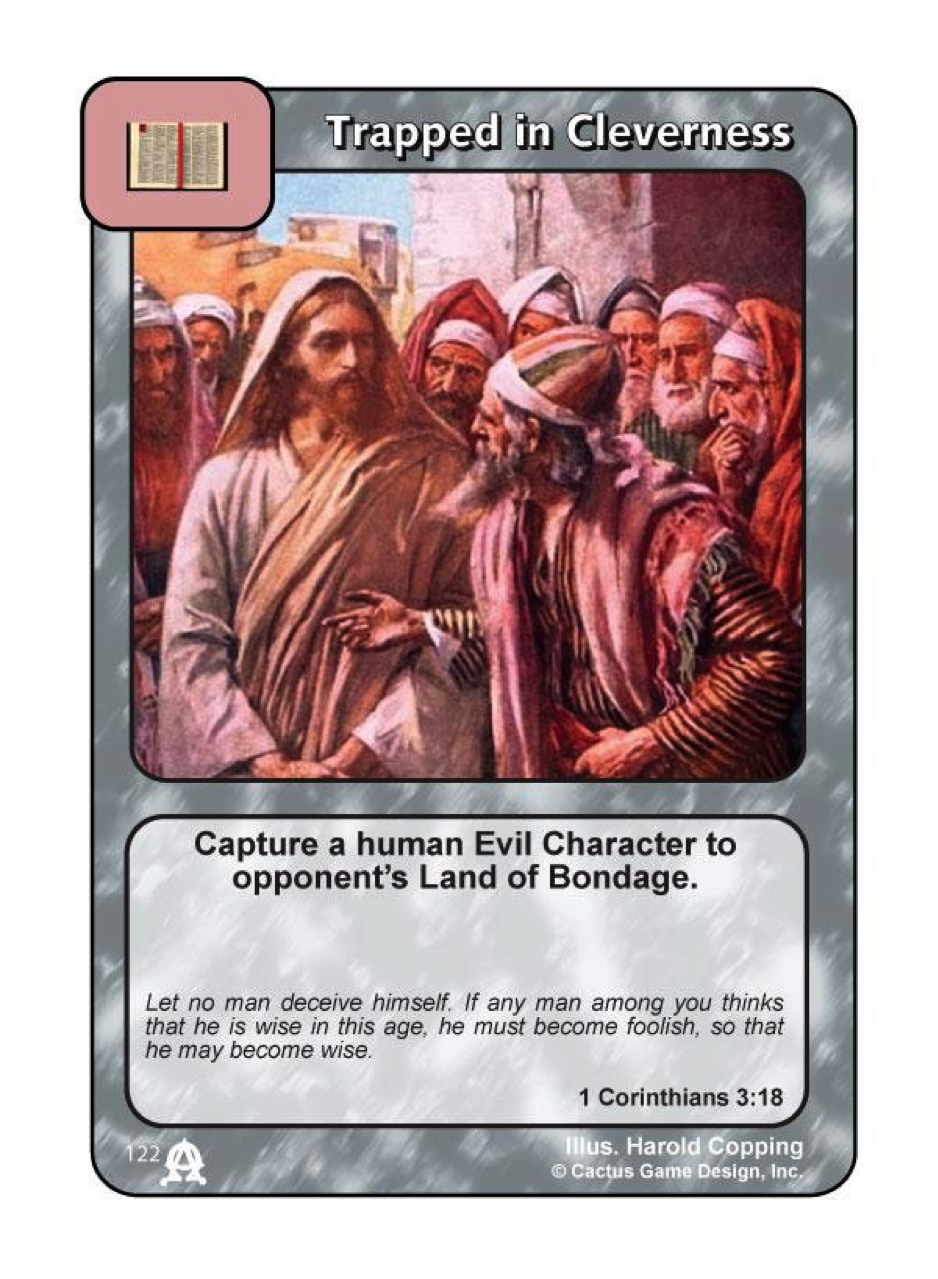 Trapped in Cleverness
Capture a human Evil Character to
opponent's Land of Bondage.
Let no man deceive himself. If any man among you thinks
that he is wise in this age, he must become foolish, so that
he may become wise.
1 Corinthians 3:18
122
Illus. Harold Copping
© Cactus Game Design, Inc.